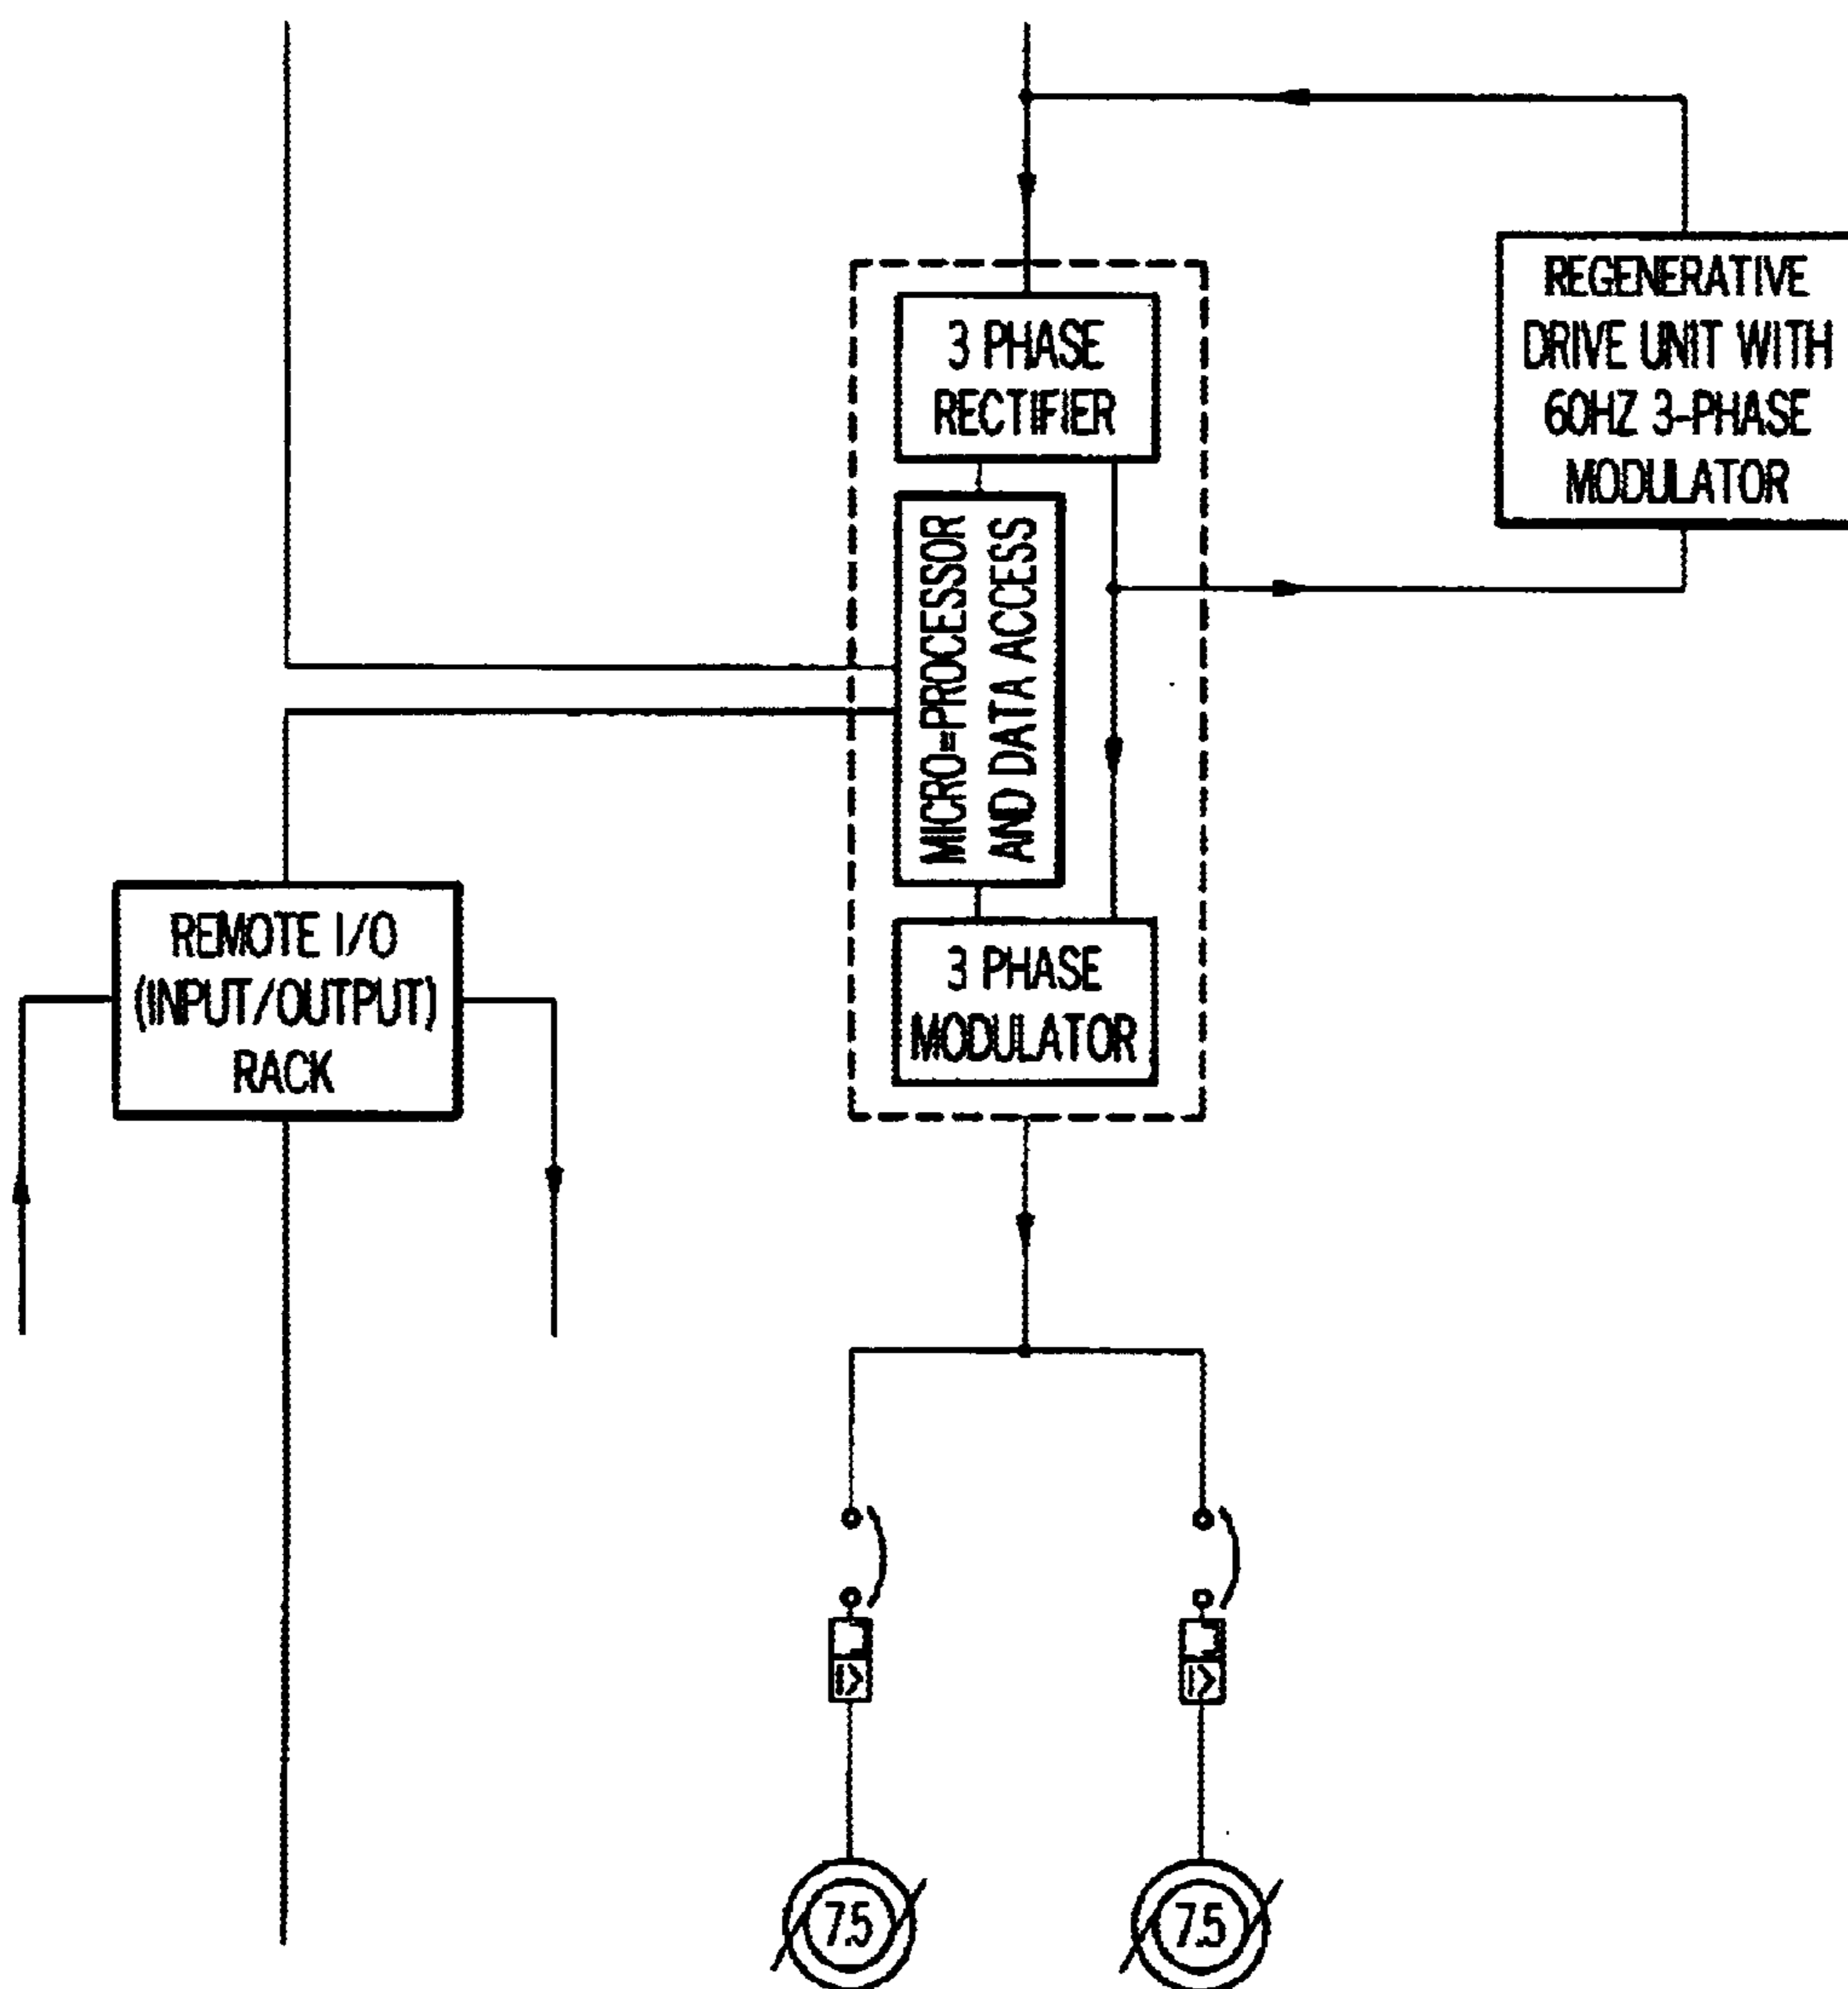 3 PHASE
RECTIFIER
REGENERATIVE
DRIVE UNIT WITH
60HZ 3-PHASE
MODULATOR
MICRO-PROCESSOR
AND DATA ACCESS
REMOTE I/O
(INPUT/OUTPUT)
RACK
3 PHASE
MODULATOR
I>
I>
7.5
7.5